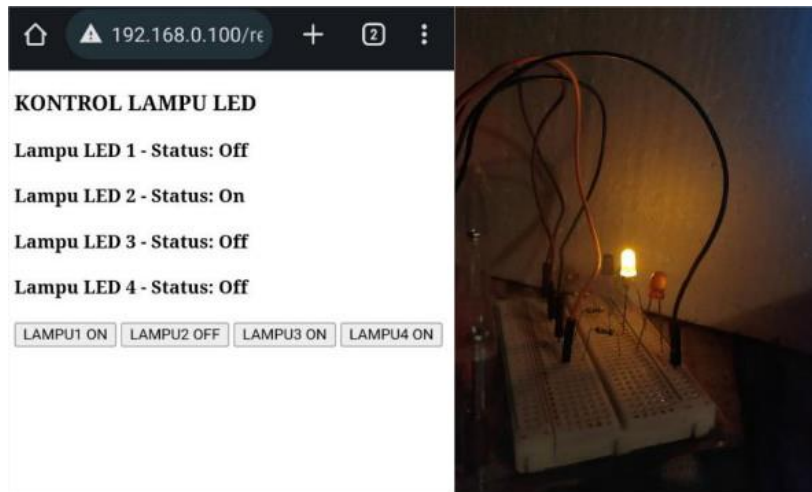 192.168.0.100/re
2
KONTROL LAMPU LED
Lampu LED 1 - Status: Off
Lampu LED 2 - Status: On
Lampu LED 3 - Status: Off
Lampu LED 4 - Status: Off
LAMPU1 ON LAMPU2 OFF LAMPU3 ON LAMPU4 ON